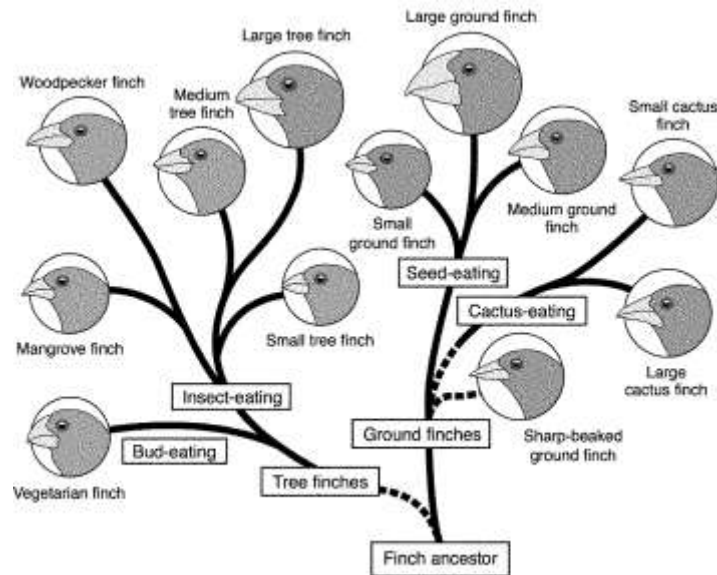 Large ground finch
Large tree finch
Woodpecker finch
Medium
tree finch
Small cactus
finch
Small
ground finch
Medium ground
finch
Seed-eating
Cactus-eating
Mangrove finch
Small tree finch
Large
cactus finch
Insect-eating
Ground finches
Sharp-beaked
ground finch
Bud-eating
Vegetarian finch
Tree finches
Finch ancestor